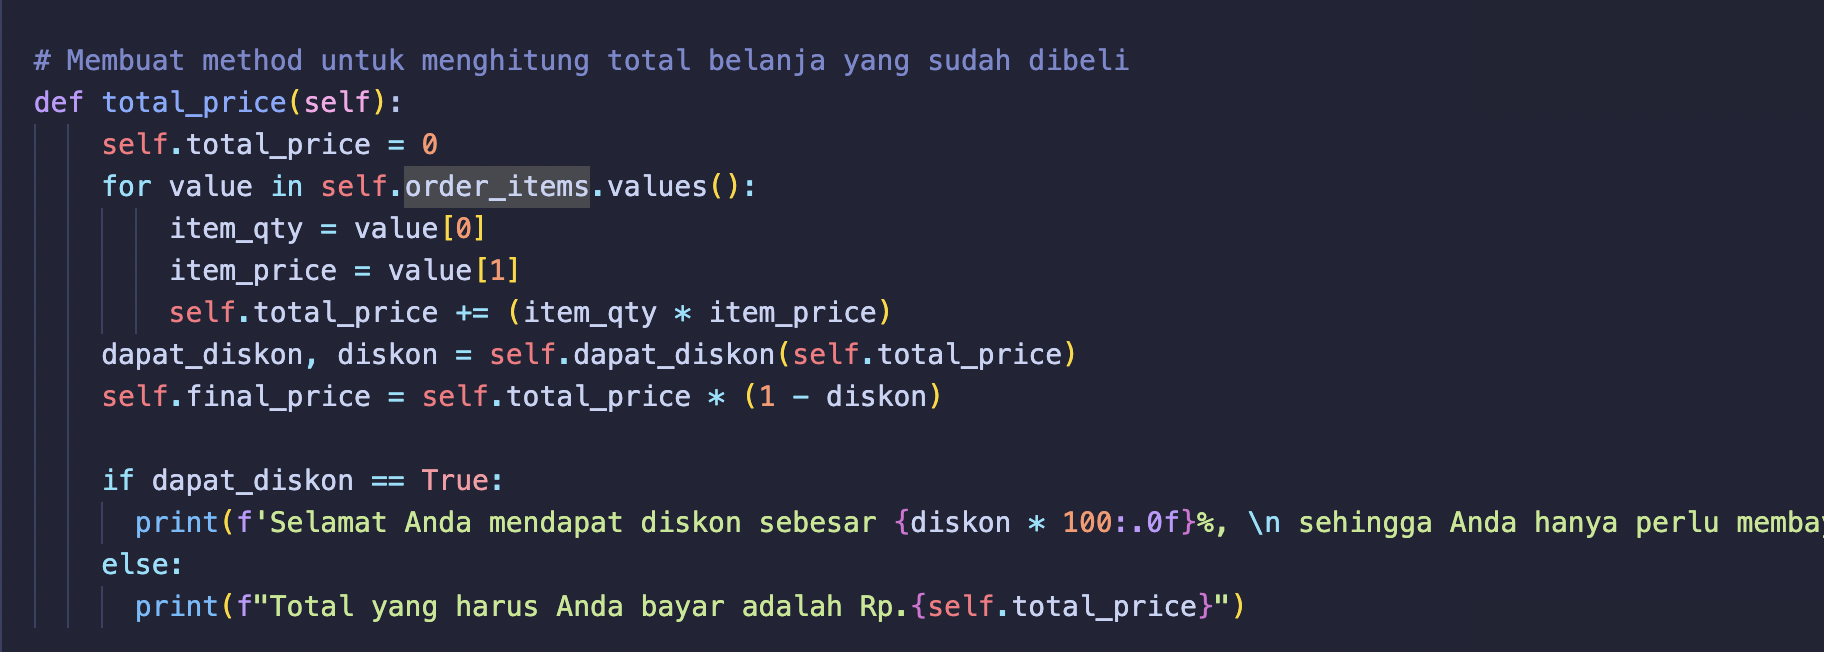 # Membuat method untuk menghitung total belanja yang sudah dibeli
def total_price(self):
self.total_price = 0
for value in self.order_items.values():
item_qty = value[0]
item_price = value[1]
self.total_price += (item_qty * item_price)
dapat_diskon, diskon = self.dapat_diskon(self.total_price)
self.final_price = self.total_price * (1 - diskon)
if dapat_diskon == True:
print(f'Selamat Anda mendapat diskon sebesar {diskon * 100:.0f}%, \n sehingga Anda hanya perlu
else:
print(f"Total yang harus Anda bayar adalah Rp.{self.total_price}")